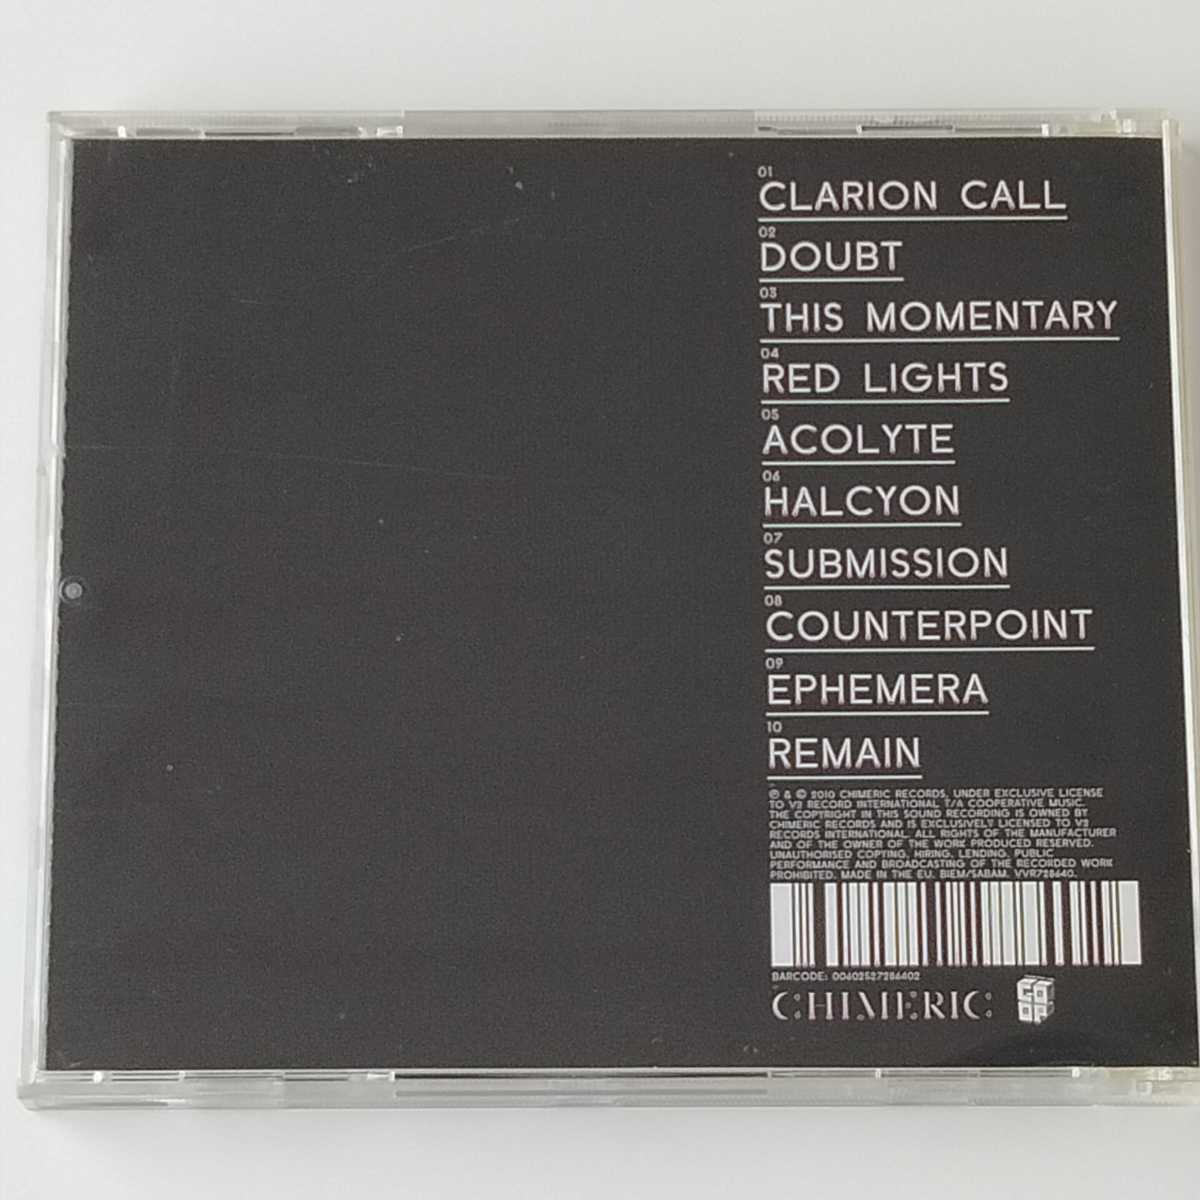 01
CLARION CALL
02
DOUBT
03
THIS MOMENTARY
04
RED LIGHTS
05
ACOLYTE
06
HALCYON
07
SUBMISSION
08
COUNTERPOINT
09
EPHEMERA
10
REMAIN
℗ & © 2010 CHIMERIC RECORDS, UNDER EXCLUSIVE LICENSE
TO V2 RECORD INTERNATIONAL T/A COOPERATIVE MUSIC.
THE COPYRIGHT IN THIS SOUND RECORDING IS OWNED BY
CHIMERIC RECORDS AND IS EXCLUSIVELY LICENSED TO V2
RECORDS INTERNATIONAL. ALL RIGHTS OF THE MANUFACTURER
AND OF THE OWNER OF THE WORK PRODUCED RESERVED.
UNAUTHORISED COPYING, HIRING, LENDING, PUBLIC
PERFORMANCE AND BROADCASTING OF THE RECORDED WORK
PROHIBITED. MADE IN THE EU. BIEM/SABAM. VVR728640.
BARCODE: 00602527286402
CHIMERIC
CO
OP